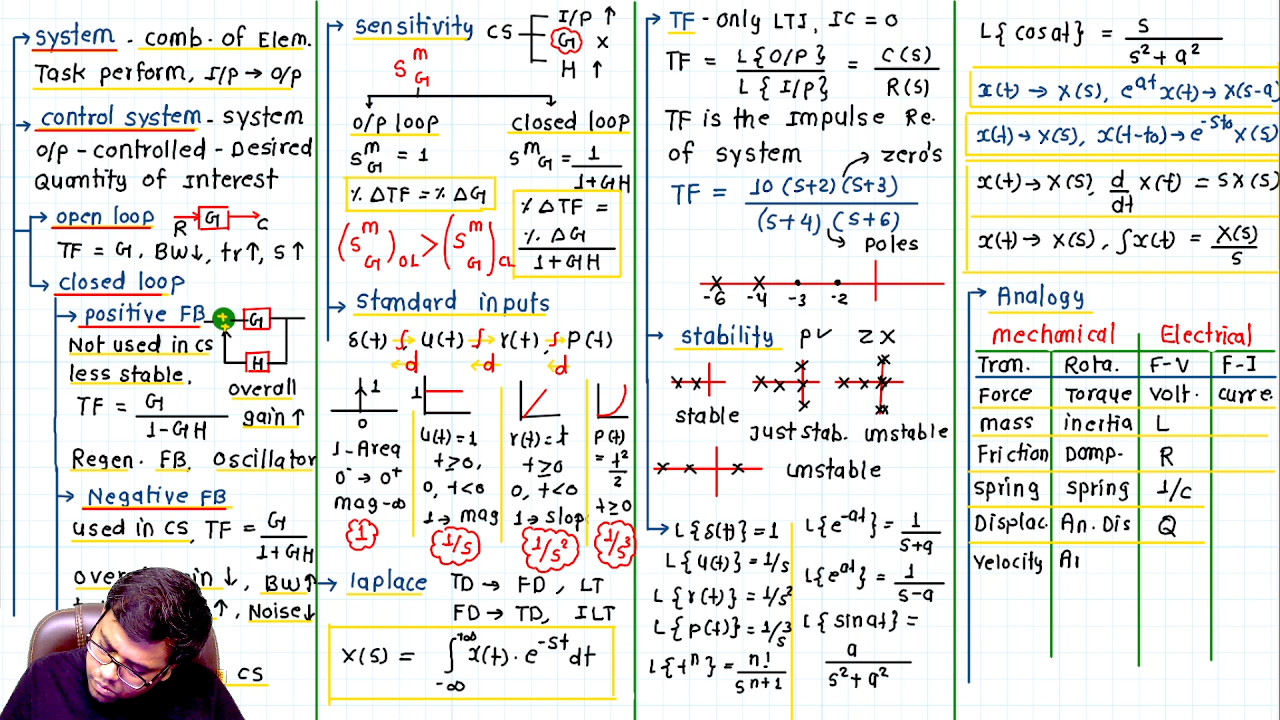 system - comb. of Elem.
Task perform, I/p → o/p
control system - system
o/p - controlled - Desired
Quantity of Interest
open loop R G C
TF = G, BW↓, tr↑, S↑
closed loop
positive FB + + G
Not used in cs H
less stable.
overall
TF = G / 1-GH gain ↑
Regen. FB, Oscillator
Negative FB
used in CS, TF = G / 1+GH
BW↑
↑, Noise↓
CS
sensitivity CS I/P ↑
G x
H ↑
S^m_G
o/p loop closed loop
S^m_G = 1 S^m_G = 1 / 1+GH
% ΔTF = % ΔG
% ΔTF =
% ΔG / 1+GH
(S^m_G)OL > (S^m_G)CL
standard inputs
δ(t) ∫→ u(t) ∫→ r(t) ∫→ p(t)
←d ←d ←d
1 1
0
1-Area u(t)=1 r(t)=t p(t)
0⁻→0⁺ t≥0, t≥0 = t²/2
mag-∞ 0, t<0 0, t<0 t≥0
1→mag 1→slop
1 1/s 1/s² 1/s³
laplace TD → FD, LT
FD → TD, ILT
X(s) = ∫_{-∞}^{+∞} x(t)·e^{-st} dt
TF - only LTI, IC = 0
TF = L{O/P} / L{I/P} = C(s) / R(s)
TF is the Impulse Re.
of system zero's
TF = 10(s+2)(s+3) / (s+4)(s+6)
poles
-6 -4 -3 -2
stability p✓ Z X
stable Just stab. unstable
unstable
L{δ(t)} = 1
L{u(t)} = 1/s
L{r(t)} = 1/s²
L{p(t)} = 1/s³
L{tⁿ} = n! / s^{n+1}
L{e^{-at}} = 1 / s+a
L{e^{at}} = 1 / s-a
L{sinat} =
a / s²+a²
L{cosat} = s / s²+a²
x(t)→X(s), e^{at}x(t)→X(s-a)
x(t)→X(s), x(t-t₀)→e^{-st₀}X(s)
x(t)→X(s), d/dt x(t) = sX(s)
x(t)→X(s), ∫x(t) = X(s)/s
Analogy
mechanical Electrical
Tran. Rota. F-V F-I
Force Torque Volt. curre.
mass inertia L
Friction Damp. R
spring spring 1/c
Displac. An. Dis Q
Velocity